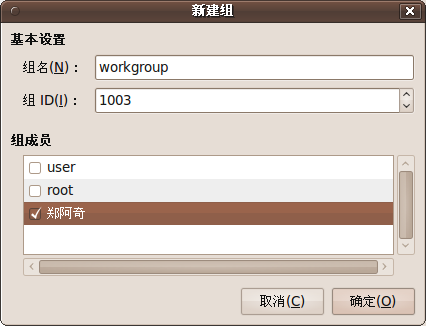 新建组
基本设置
组名(N)： workgroup
组 ID(I)： 1003
组成员
user
root
郑阿奇
取消(C) 确定(O)